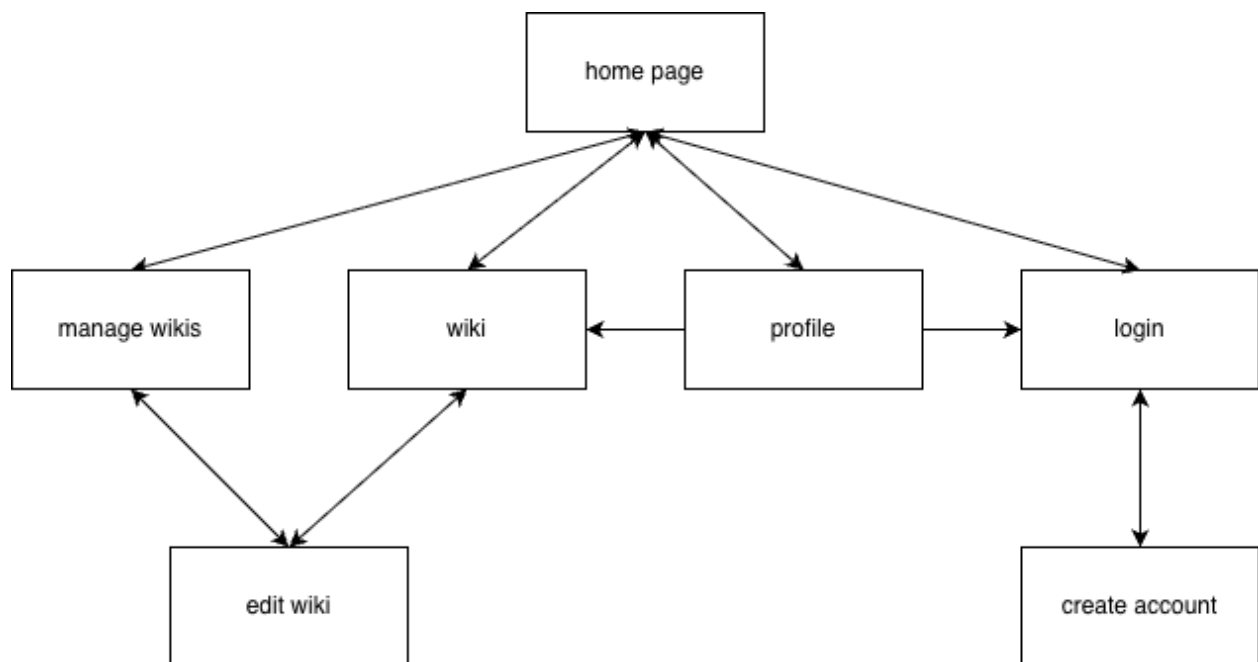 home page
manage wikis
wiki
profile
login
edit wiki
create account